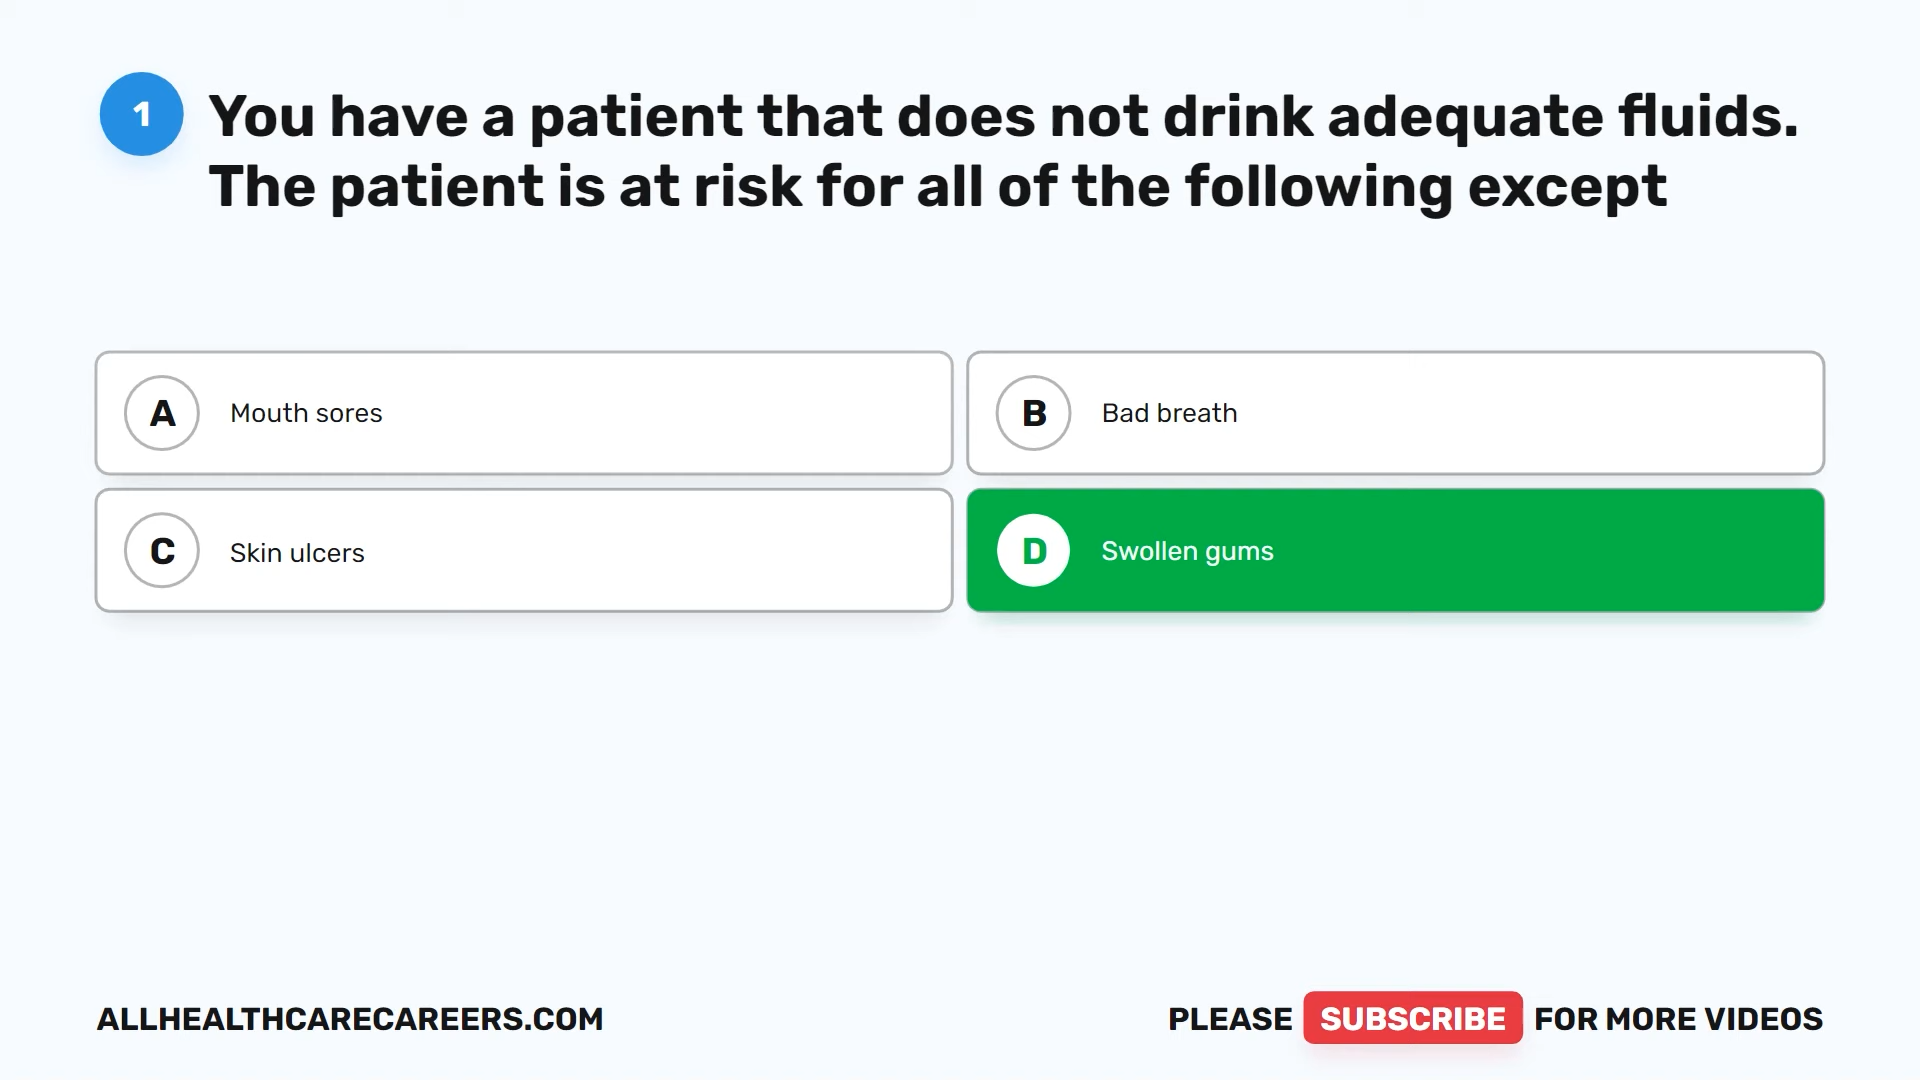 1
You have a patient that does not drink adequate fluids.
The patient is at risk for all of the following except
A Mouth sores
B Bad breath
C Skin ulcers
D Swollen gums
ALLHEALTHCARECAREERS.COM
PLEASE SUBSCRIBE FOR MORE VIDEOS